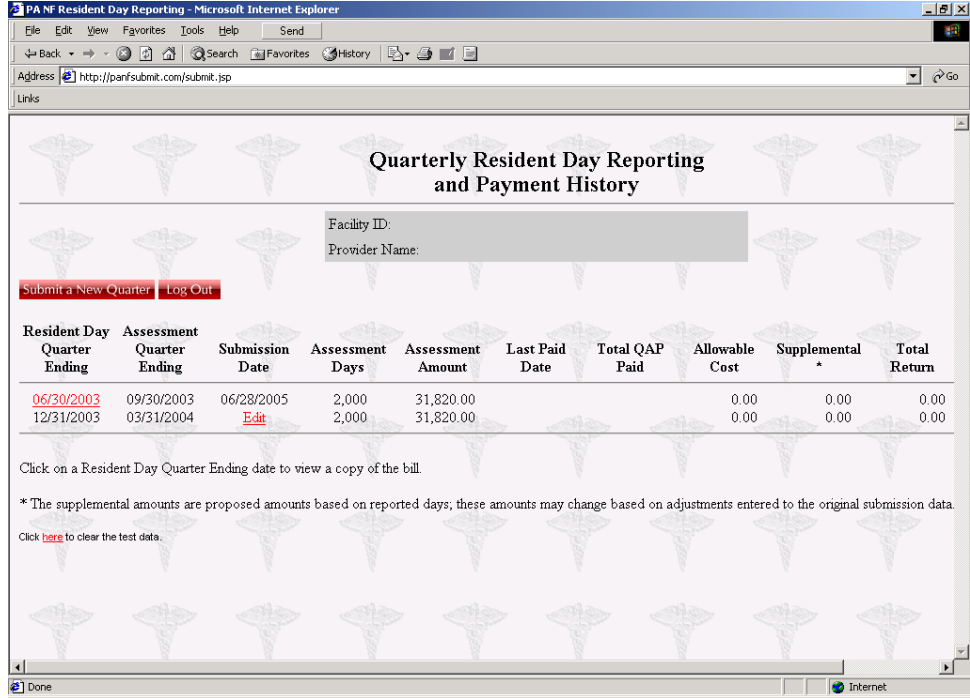 PA NF Resident Day Reporting - Microsoft Internet Explorer
File Edit View Favorites Tools Help Send
Back Search Favorites History
Address http://panfsubmit.com/submit.jsp Go
Links
Quarterly Resident Day Reporting
and Payment History
Facility ID:
Provider Name:
Submit a New Quarter Log Out
Resident Day Assessment
Quarter Quarter Submission Assessment Assessment Last Paid Total QAP Allowable Supplemental Total
Ending Ending Date Days Amount Date Paid Cost * Return
06/30/2003 09/30/2003 06/28/2005 2,000 31,820.00 0.00 0.00 0.00
12/31/2003 03/31/2004 Edit 2,000 31,820.00 0.00 0.00 0.00
Click on a Resident Day Quarter Ending date to view a copy of the bill.
* The supplemental amounts are proposed amounts based on reported days; these amounts may change based on adjustments entered to the original submission data.
Click here to clear the test data.
Done Internet